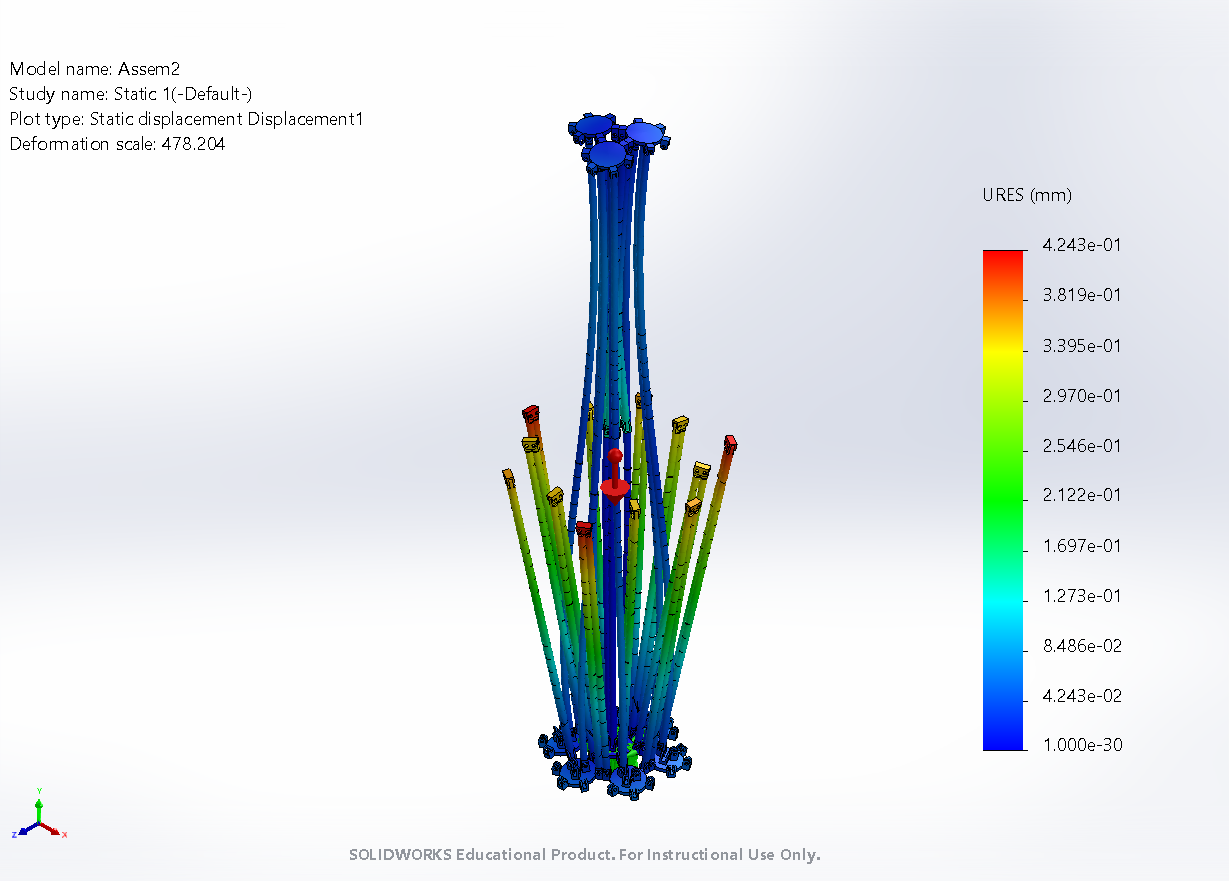 Model name: Assem2
Study name: Static 1(-Default-)
Plot type: Static displacement Displacement1
Deformation scale: 478.204
URES (mm)
4.243e-01
3.819e-01
3.395e-01
2.970e-01
2.546e-01
2.122e-01
1.697e-01
1.273e-01
8.486e-02
4.243e-02
1.000e-30
Y
Z
X
SOLIDWORKS Educational Product. For Instructional Use Only.